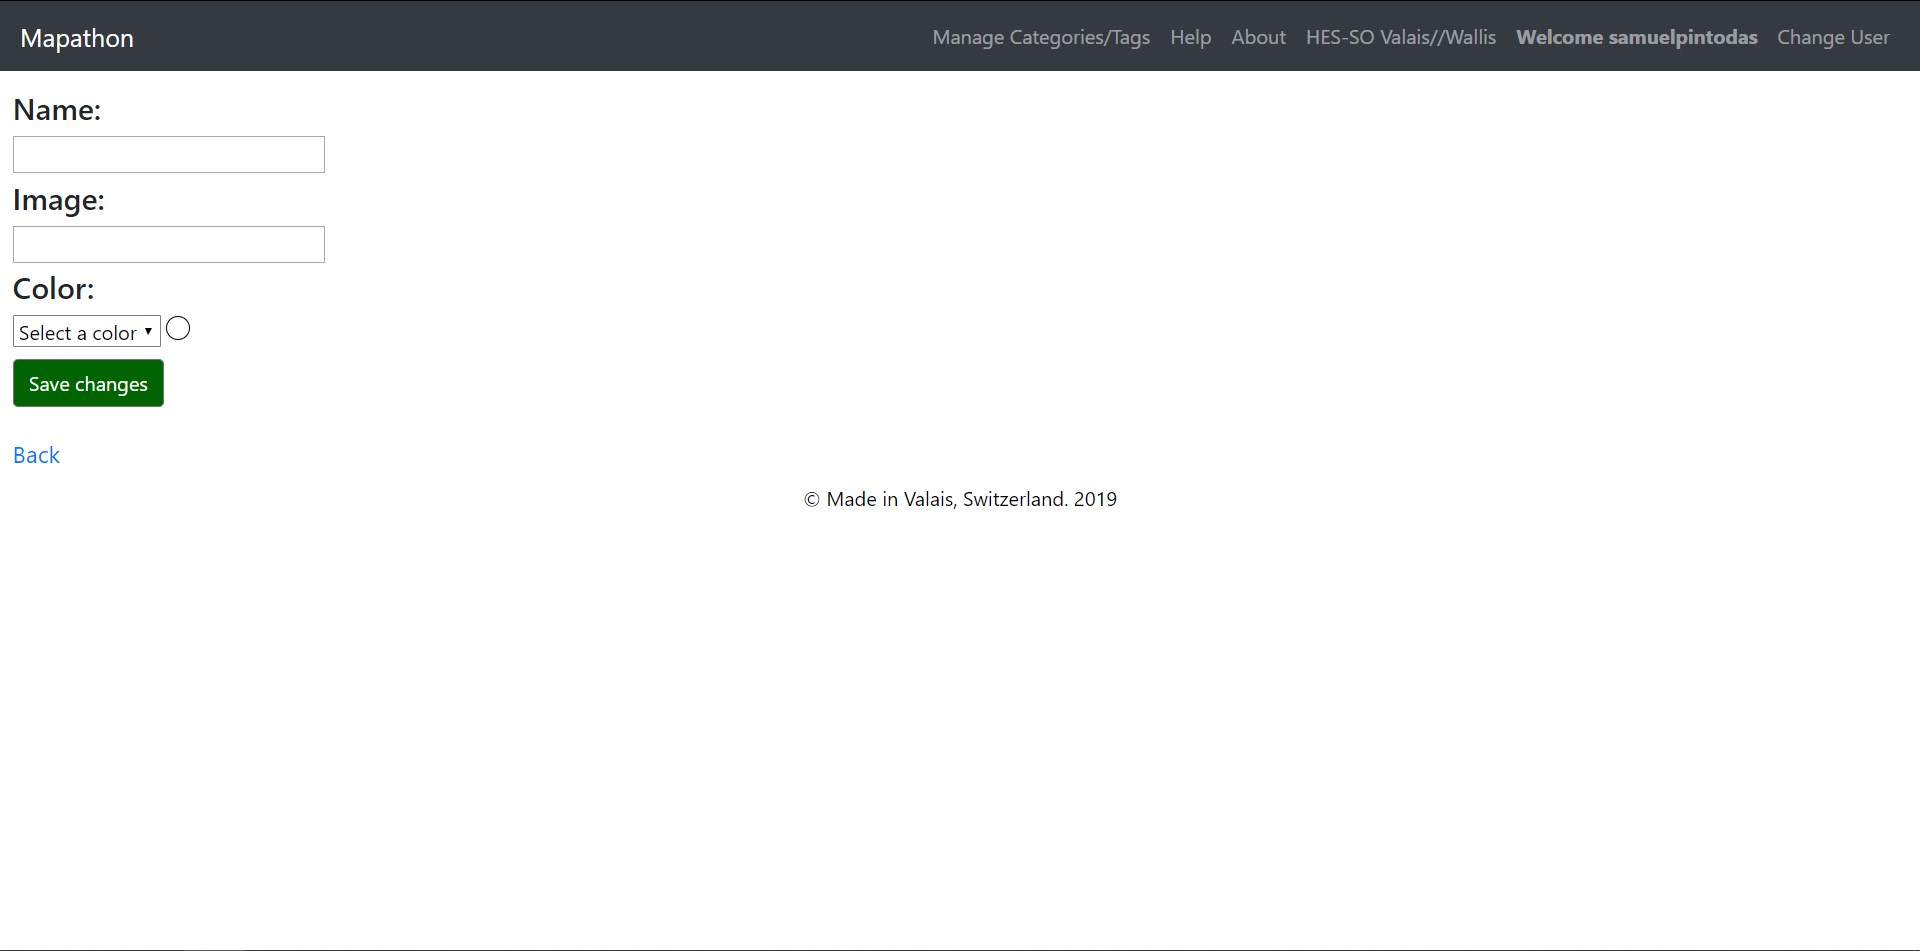 Mapathon Manage Categories/Tags Help About HES-SO Valais//Wallis Welcome samuelpintodas Change User
Name:
Image:
Color:
Select a color
Save changes
Back
© Made in Valais, Switzerland. 2019